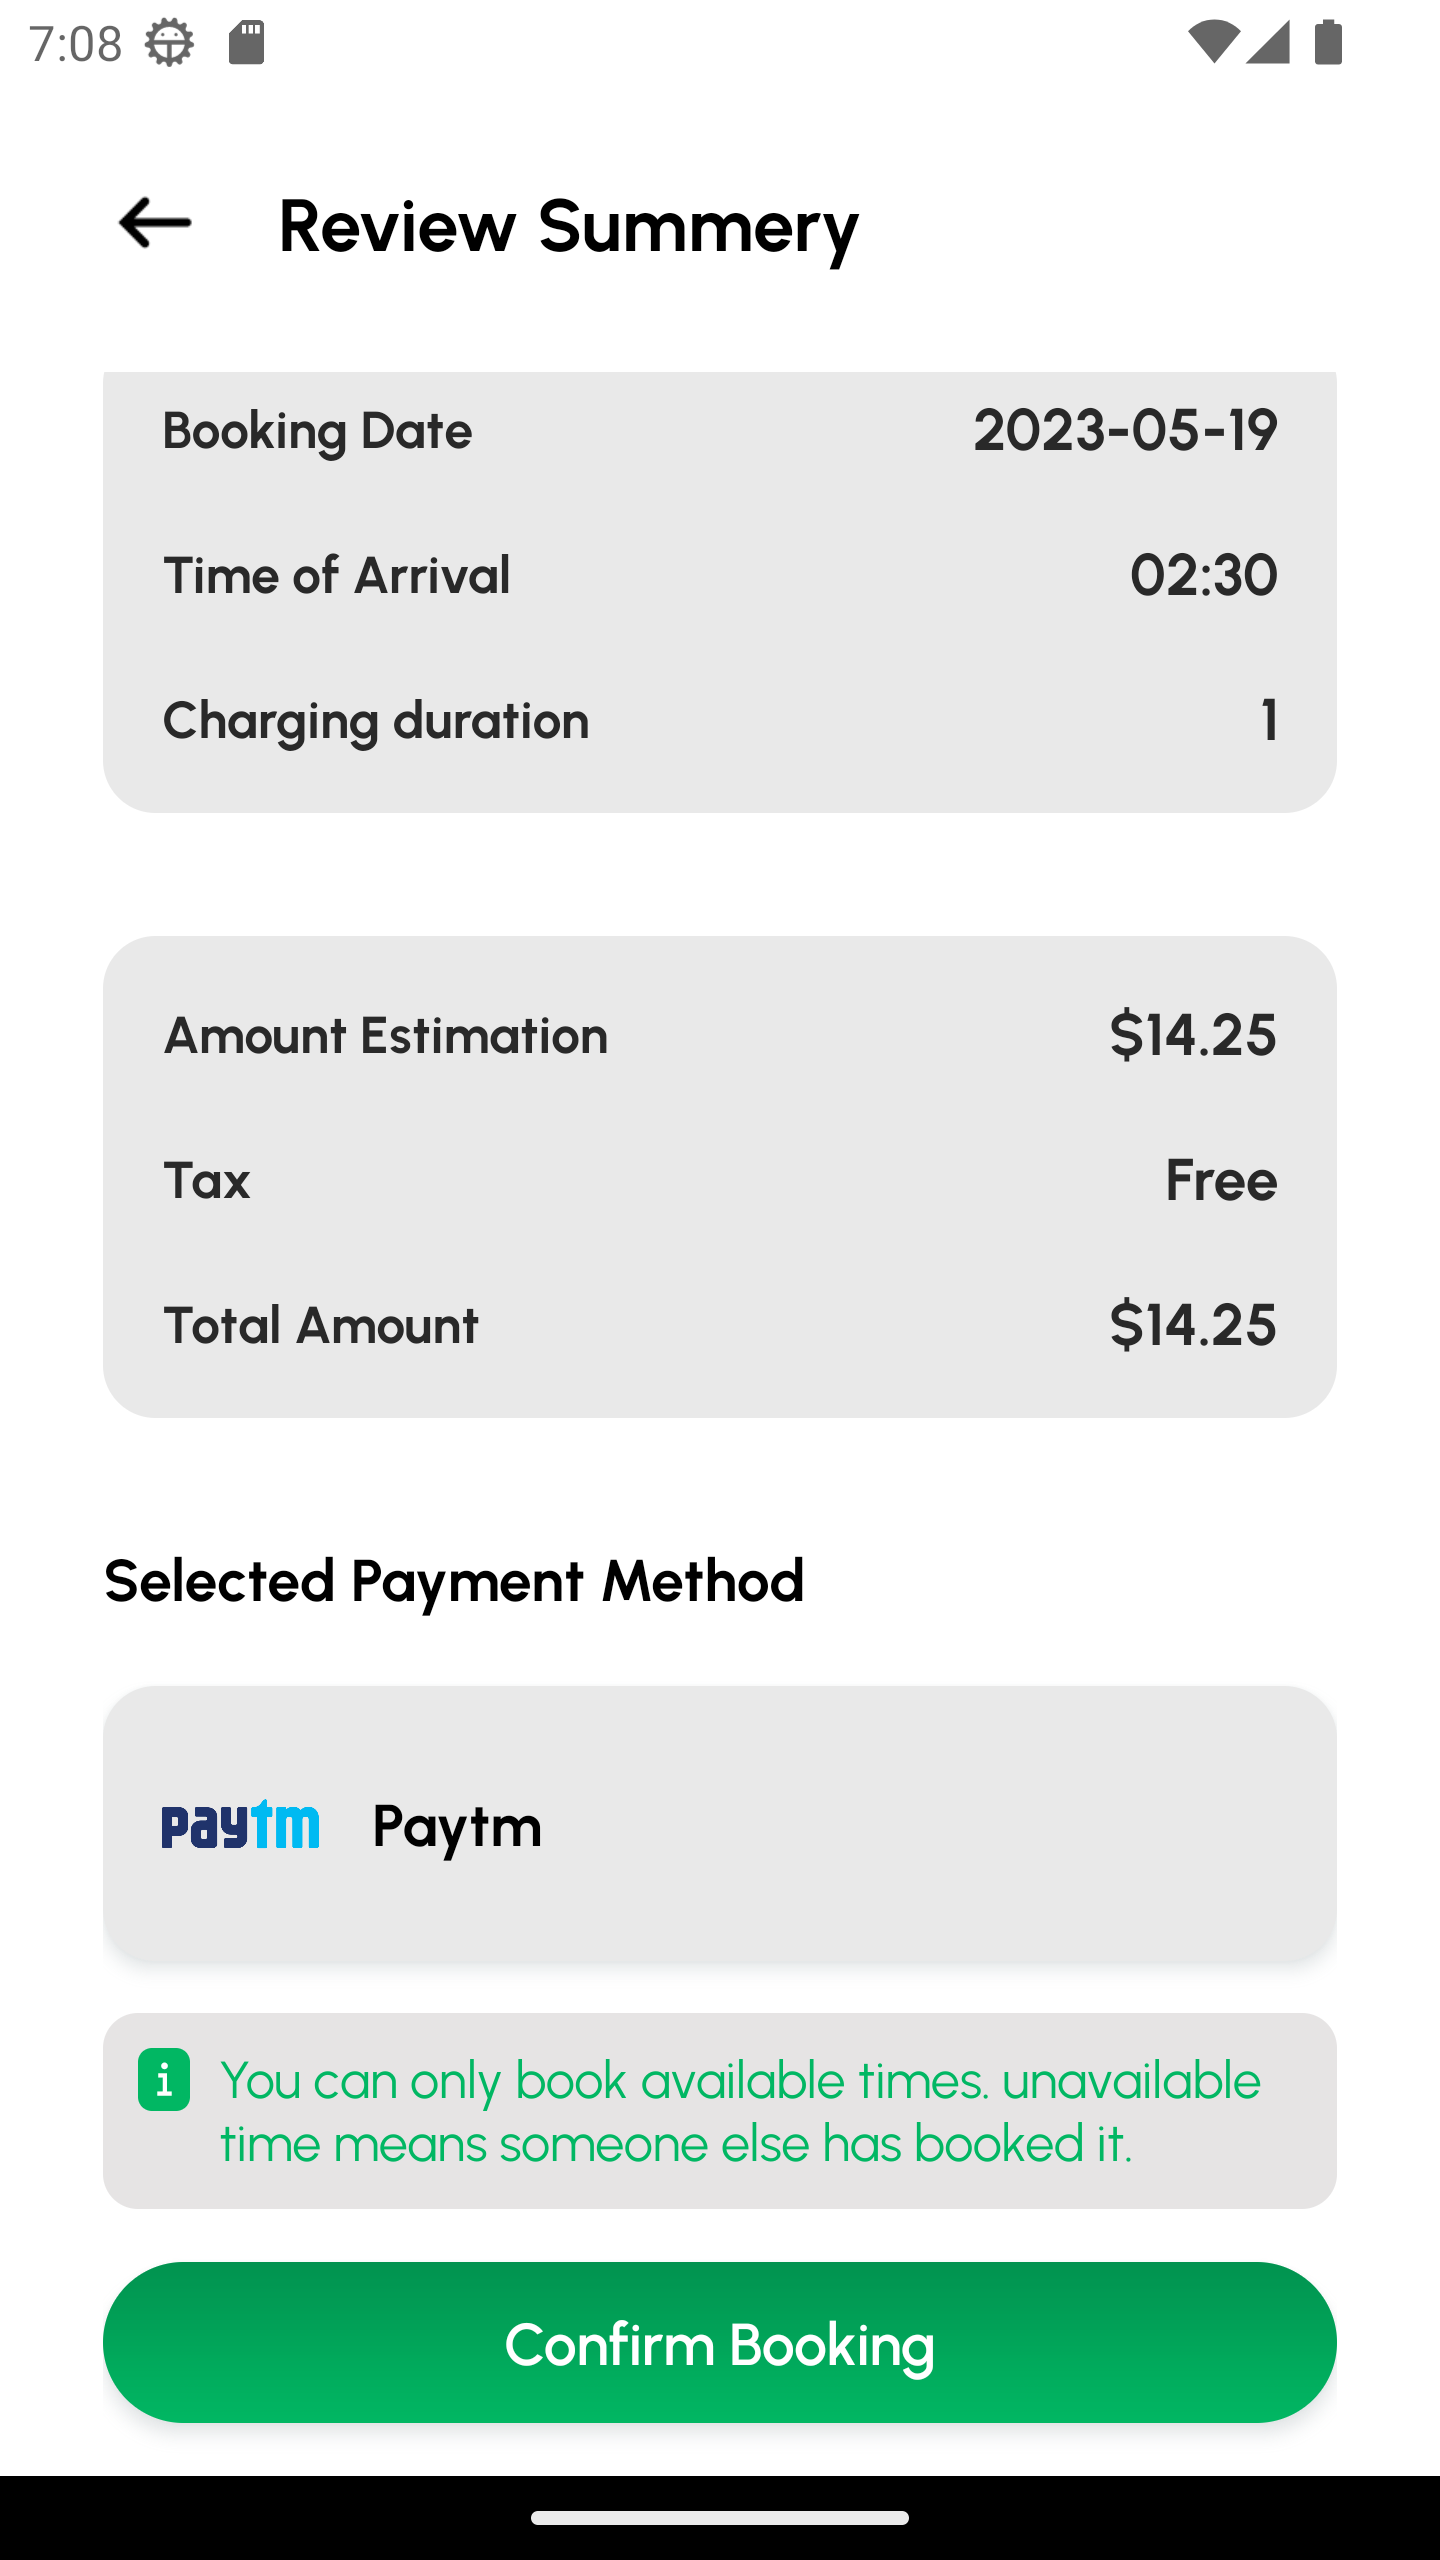 7:08
Review Summery
Booking Date 2023-05-19
Time of Arrival 02:30
Charging duration 1
Amount Estimation $14.25
Tax Free
Total Amount $14.25
Selected Payment Method
paytm Paytm
You can only book available times. unavailable
time means someone else has booked it.
Confirm Booking